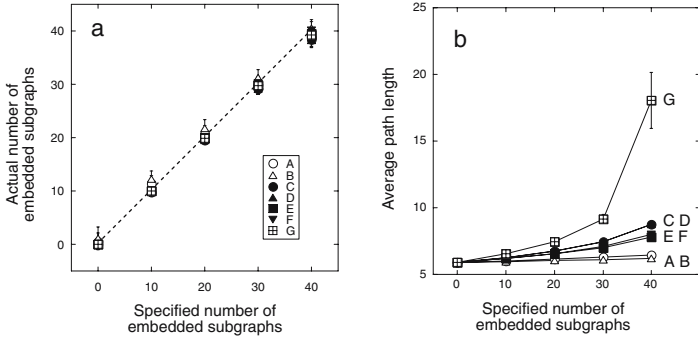 a
Actual number of
embedded subgraphs
40
30
20
10
0
A
B
C
D
E
F
G
0 10 20 30 40
Specified number of
embedded subgraphs
b
Average path length
25
20
15
10
5
G
C D
E F
A B
0 10 20 30 40
Specified number of
embedded subgraphs